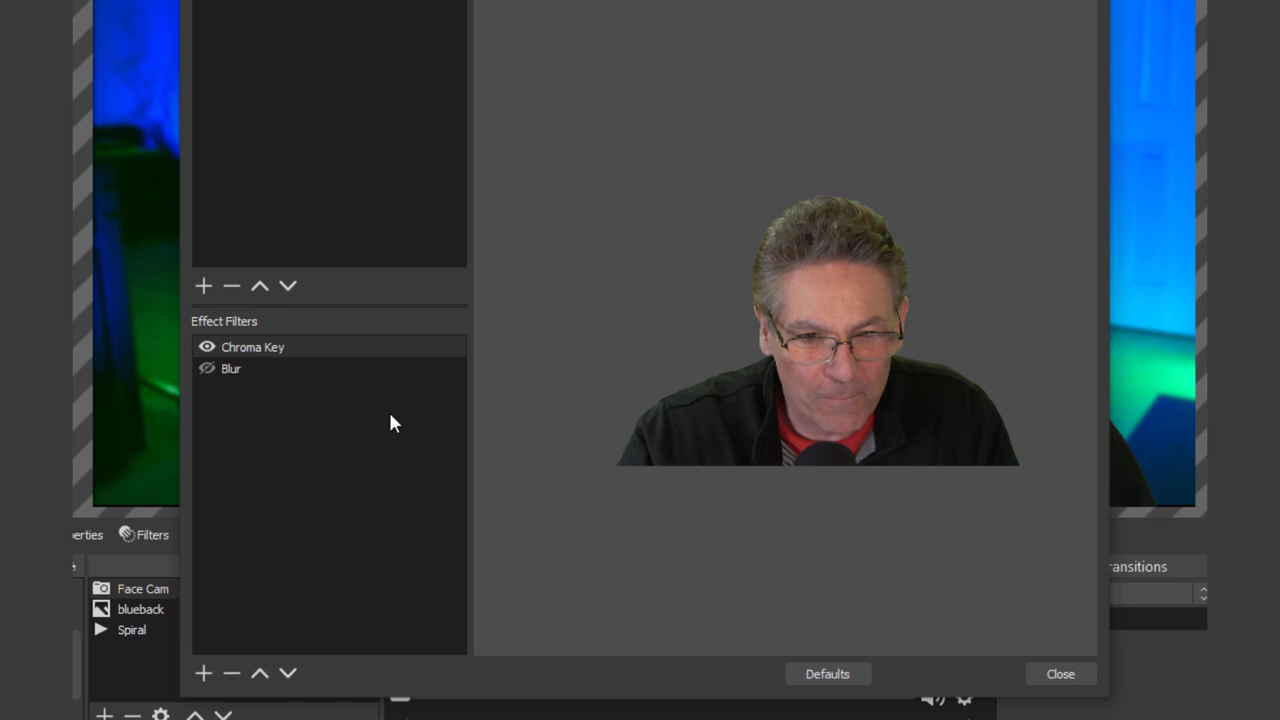 Effect Filters
Chroma Key
Blur
erties
Filters
Face Cam
ransitions
blueback
Spiral
Defaults
Close